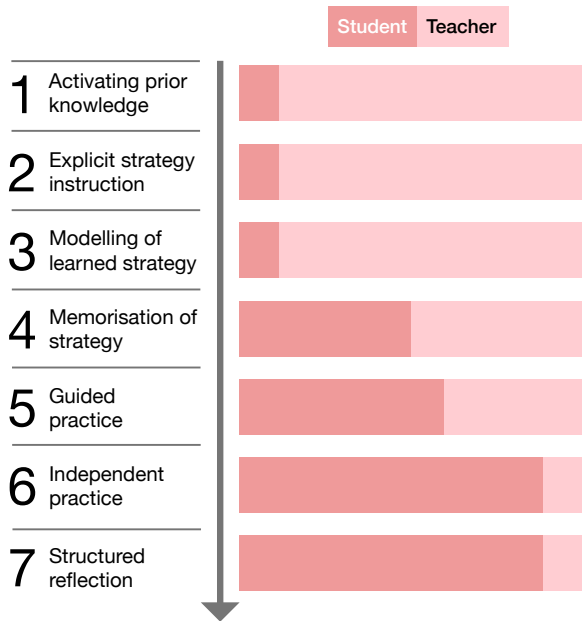 Student Teacher
1 Activating prior
knowledge
2 Explicit strategy
instruction
3 Modelling of
learned strategy
4 Memorisation of
strategy
5 Guided
practice
6 Independent
practice
7 Structured
reflection